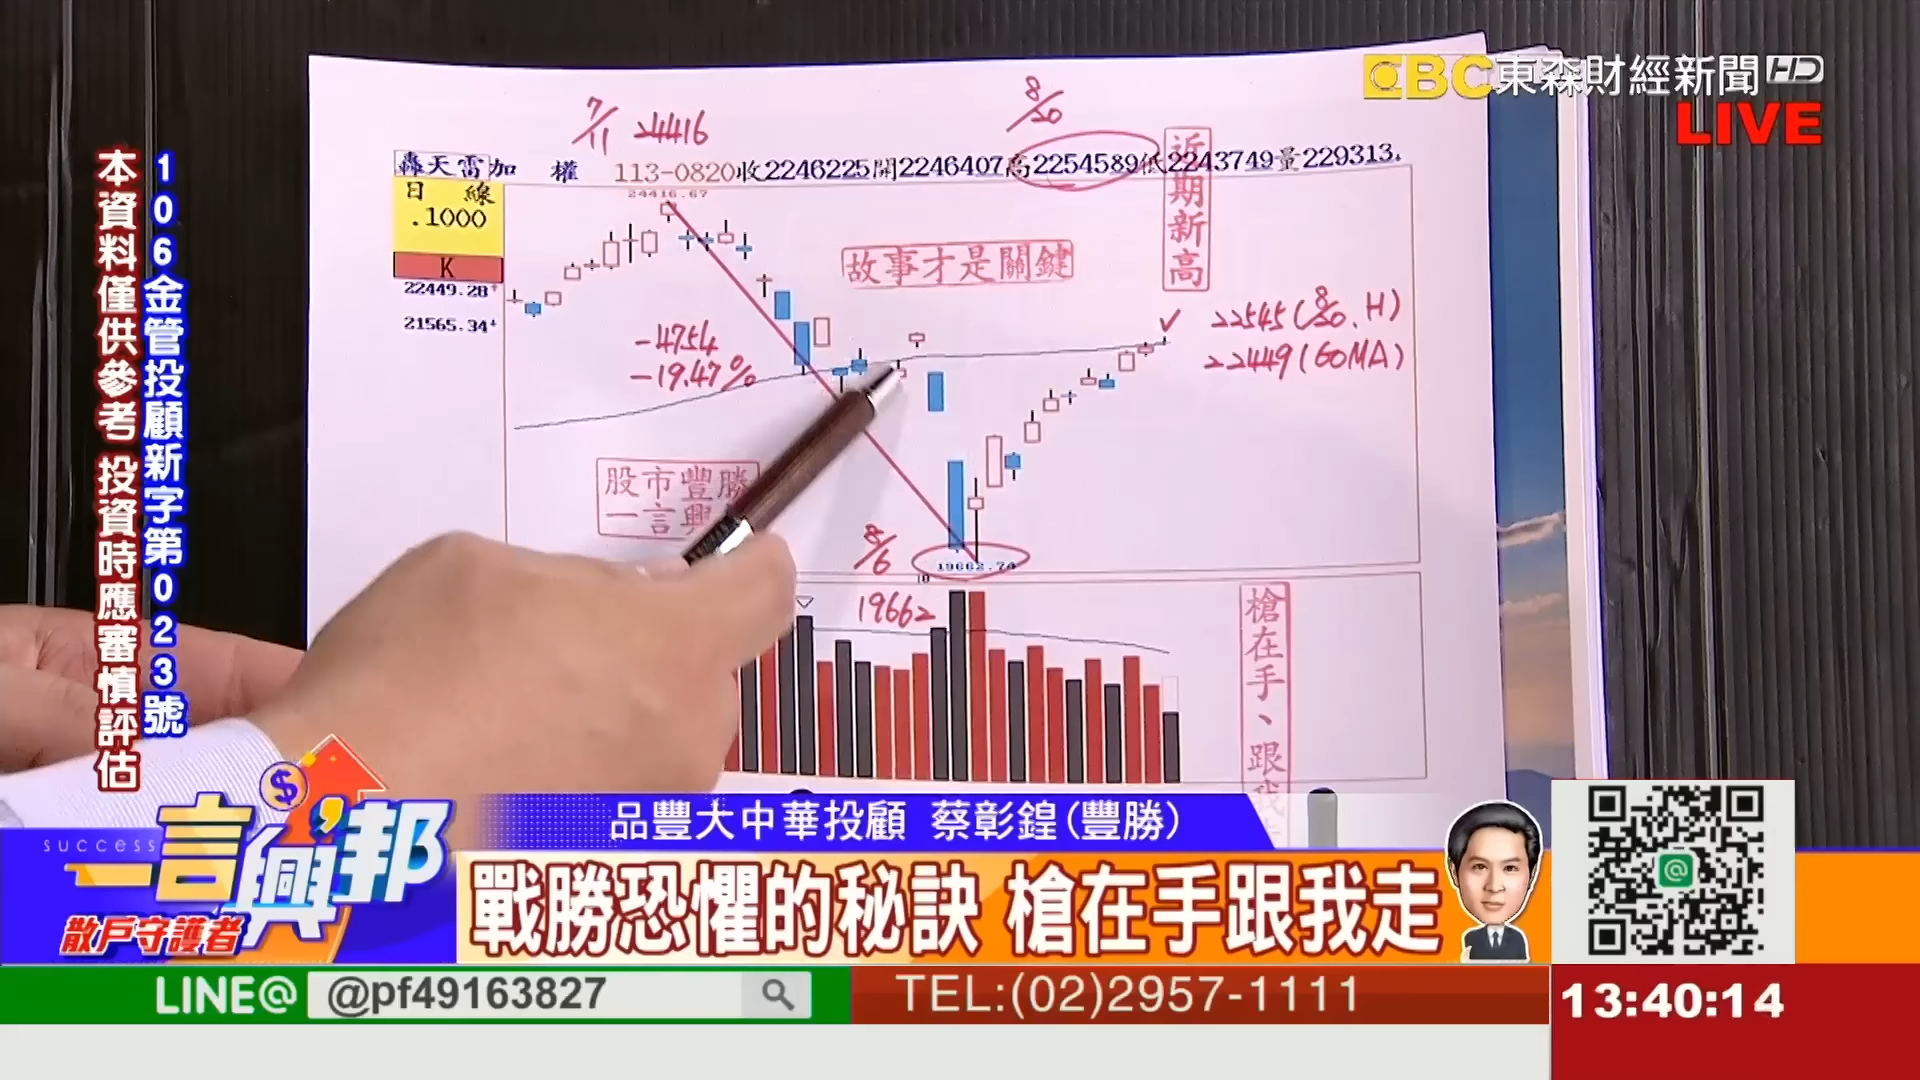 EBC東森財經新聞HD
LIVE
7/11 24416
8/20
轟天雷加 權 113-0820收2246225開2246407高2254589低2243749量229313
日 線
.1000
K
22449.28
21565.34
24416.67
近期新高
故事才是關鍵
22545(8/20.H)
22449(60MA)
-4754
-19.47%
股市豐勝
一言興
8/6
19662.74
19662
槍在手、跟我
106金管投顧新字第023號
本資料僅供參考 投資時應審慎評估
success
一言興邦
散戶守護者
品豐大中華投顧 蔡彰鍠(豐勝)
戰勝恐懼的秘訣 槍在手跟我走
LINE@ @pf49163827
TEL:(02)2957-1111
13:40:14